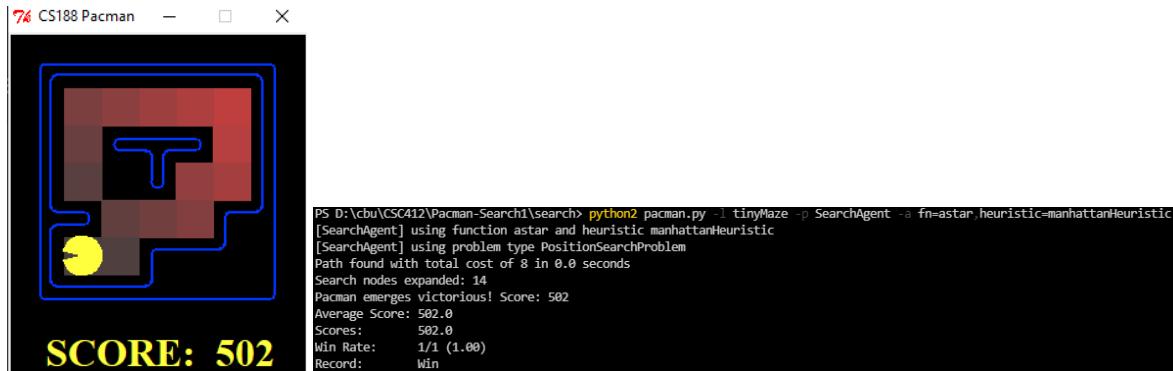 CS188 Pacman
SCORE: 502
PS D:\cbu\CSC412\Pacman-Search1\search> python2 pacman.py -l tinyMaze -p SearchAgent -a fn=astar,heuristic=manhattanHeuristic
[SearchAgent] using function astar and heuristic manhattanHeuristic
[SearchAgent] using problem type PositionSearchProblem
Path found with total cost of 8 in 0.0 seconds
Search nodes expanded: 14
Pacman emerges victorious! Score: 502
Average Score: 502.0
Scores: 502.0
Win Rate: 1/1 (1.00)
Record: Win